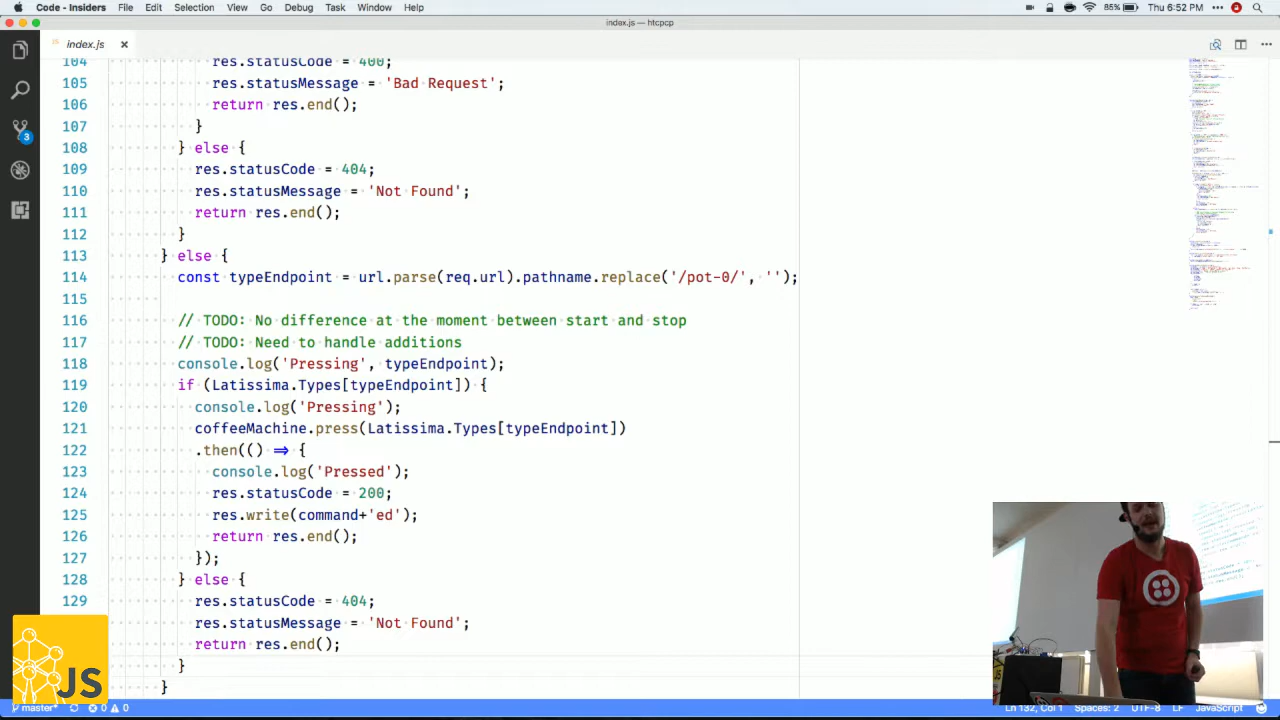 Code - Insiders File Edit Selection View Go Debug Task Window Help 85% Thu 6:52 PM
index.js — htcpcp
JS index.js
104 res.statusCode = 400;
105 res.statusMessage = 'Bad Request';
106 return res.end();
107 }
108 } else {
109 res.statusCode = 404;
110 res.statusMessage = 'Not Found';
111 return res.end();
112 }
113 } else {
114 const typeEndpoint = url.parse(req.url).pathname.replace('/pot-0/', '');
115
116 // TODO: No difference at the moment between start and stop
117 // TODO: Need to handle additions
118 console.log('Pressing', typeEndpoint);
119 if (Latissima.Types[typeEndpoint]) {
120 console.log('Pressing');
121 coffeeMachine.press(Latissima.Types[typeEndpoint])
122 .then(() => {
123 console.log('Pressed');
124 res.statusCode = 200;
125 res.write(command+'ed');
126 return res.end();
127 });
128 } else {
129 res.statusCode = 404;
res.statusMessage = 'Not Found';
return res.end();
}
}
3
JS
master* 0 0 Ln 132, Col 1 Spaces: 2 UTF-8 LF JavaScript